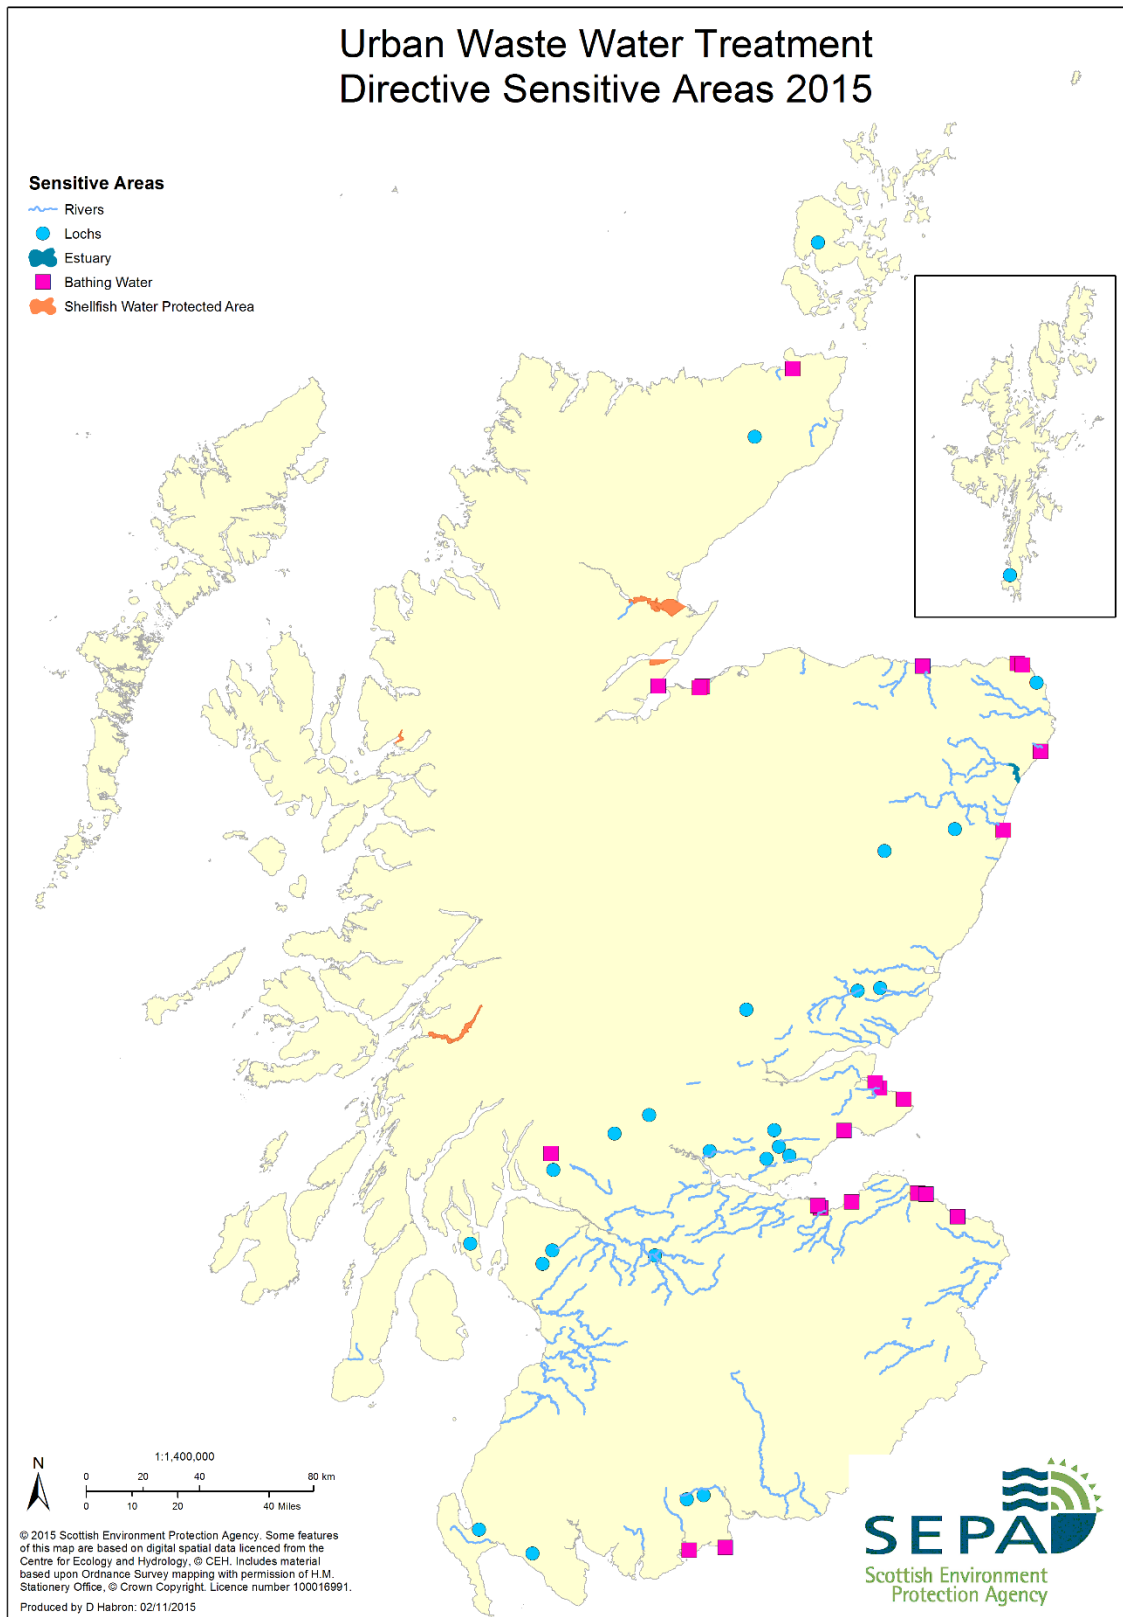 Urban Waste Water Treatment
Directive Sensitive Areas 2015
Sensitive Areas
Rivers
Lochs
Estuary
Bathing Water
Shellfish Water Protected Area
N
1:1,400,000
0 20 40 80 km
0 10 20 40 Miles
© 2015 Scottish Environment Protection Agency. Some features
of this map are based on digital spatial data licenced from the
Centre for Ecology and Hydrology, © CEH. Includes material
based upon Ordnance Survey mapping with permission of H.M.
Stationery Office, © Crown Copyright. Licence number 100016991.
Produced by D Habron: 02/11/2015
SEPA
Scottish Environment
Protection Agency